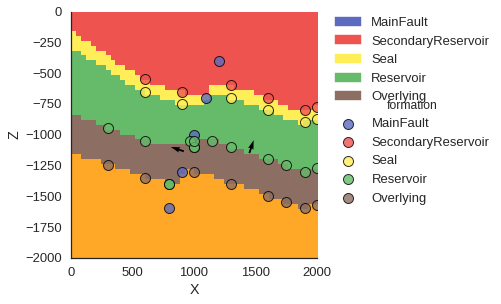 0
−250
−500
−750
−1000
−1250
−1500
−1750
−2000
Z
0
500
1000
1500
2000
X
MainFault
SecondaryReservoir
Seal
Reservoir
Overlying
formation
MainFault
SecondaryReservoir
Seal
Reservoir
Overlying